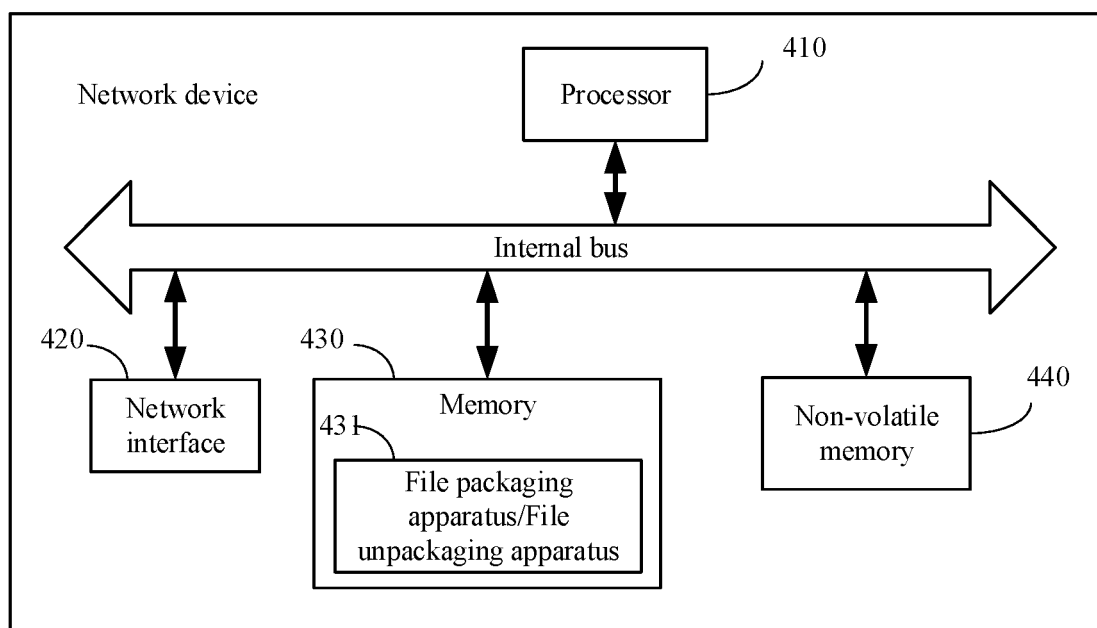 410
Processor
Network device
Internal bus
420
430
440
Network
interface
Memory
Non-volatile
memory
431
File packaging
apparatus/File
unpackaging apparatus